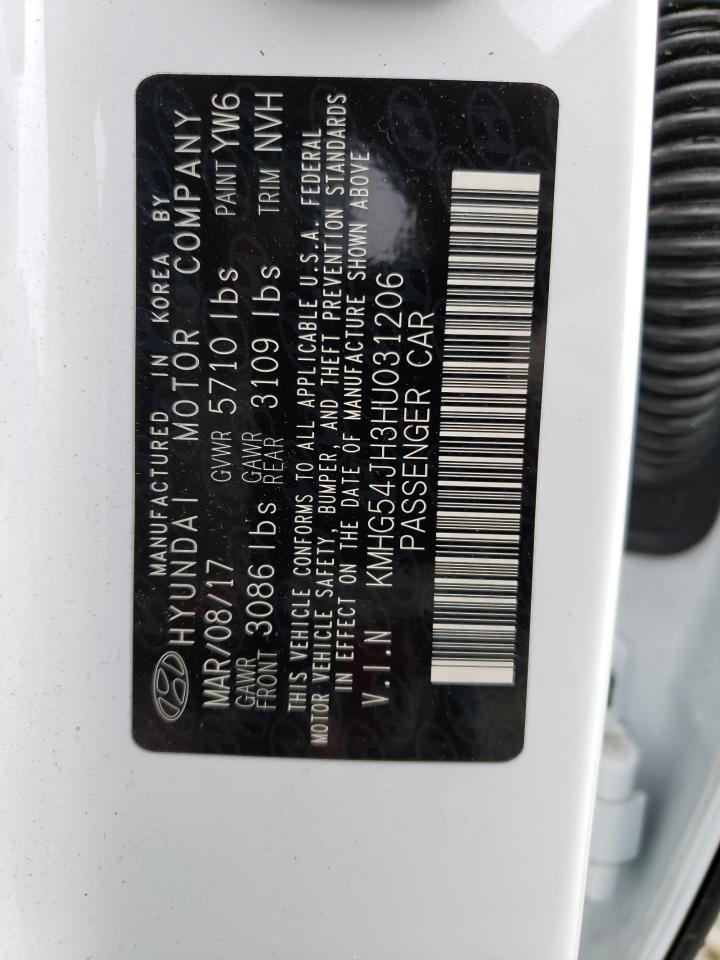 MANUFACTURED IN KOREA BY
HYUNDAI MOTOR COMPANY
MAR/08/17 GVWR 5710 lbs PAINT YW6
GAWR FRONT 3086 lbs GAWR REAR 3109 lbs TRIM NVH
THIS VEHICLE CONFORMS TO ALL APPLICABLE U.S.A. FEDERAL
MOTOR VEHICLE SAFETY, BUMPER, AND THEFT PREVENTION STANDARDS
IN EFFECT ON THE DATE OF MANUFACTURE SHOWN ABOVE
V.I.N KMHG54JH3HU031206
PASSENGER CAR